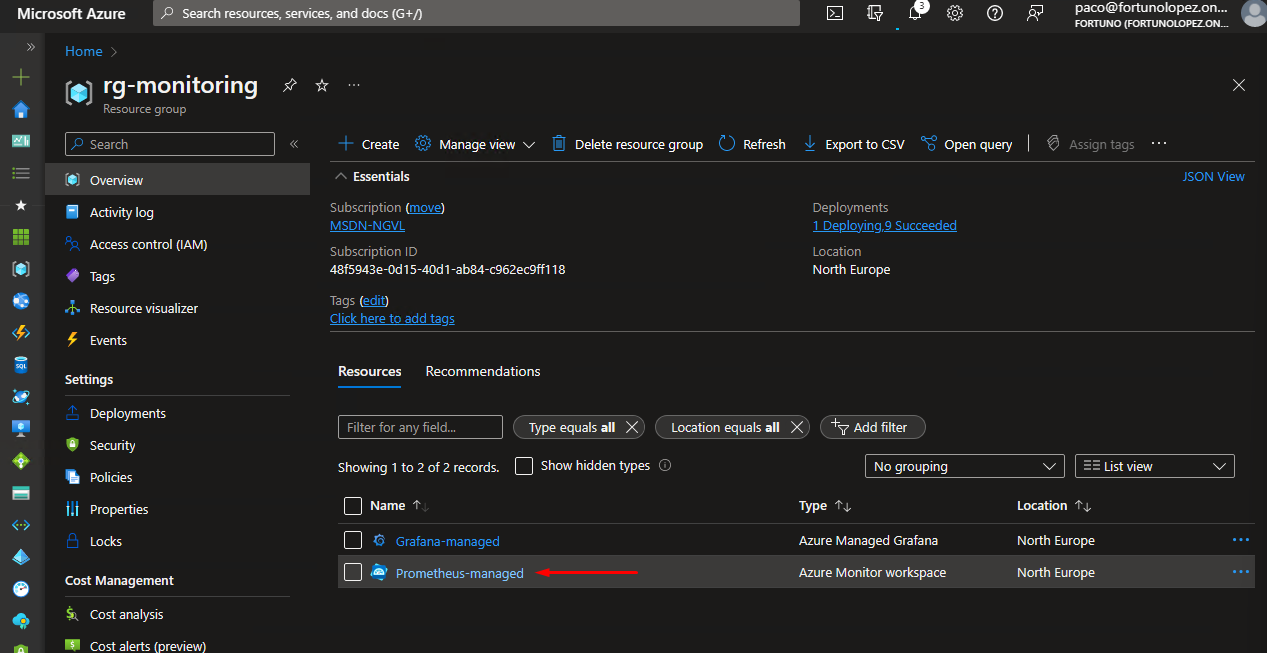 Microsoft Azure
Search resources, services, and docs (G+/)
3
paco@fortunolopez.on...
FORTUNO (FORTUNOLOPEZ.ON...
Home
rg-monitoring
Resource group
Search
Overview
Activity log
Access control (IAM)
Tags
Resource visualizer
Events
Settings
Deployments
Security
Policies
Properties
Locks
Cost Management
Cost analysis
Cost alerts (preview)
Create
Manage view
Delete resource group
Refresh
Export to CSV
Open query
Assign tags
Essentials
JSON View
Subscription (move)
MSDN-NGVL
Subscription ID
48f5943e-0d15-40d1-ab84-c962ec9ff118
Tags (edit)
Click here to add tags
Deployments
1 Deploying,9 Succeeded
Location
North Europe
Resources Recommendations
Filter for any field...
Type equals all
Location equals all
Add filter
Showing 1 to 2 of 2 records.
Show hidden types
No grouping
List view
Name Type Location
Grafana-managed Azure Managed Grafana North Europe
Prometheus-managed Azure Monitor workspace North Europe
SQL